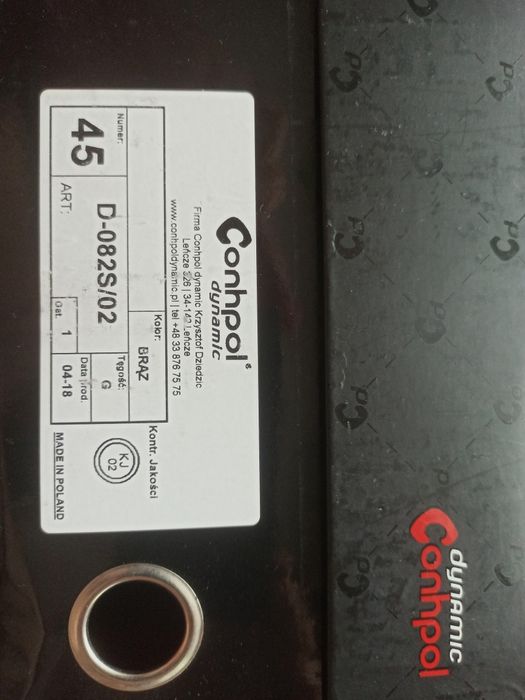 Conhpol®
dynamic
Firma Conhpol dynamic Krzysztof Dziedzic
Leńcze 326 | 34-142 Leńcze
www.conhpoldynamic.pl | tel +48 33 876 75 75
Kolor:
BRĄZ
Kontr. Jakości
Numer:
45
D-082S/02
Tęgość:
G
KJ
02
ART:
Gat. 1
Data prod.
04-18
MADE IN POLAND
dynamic
Conhpol